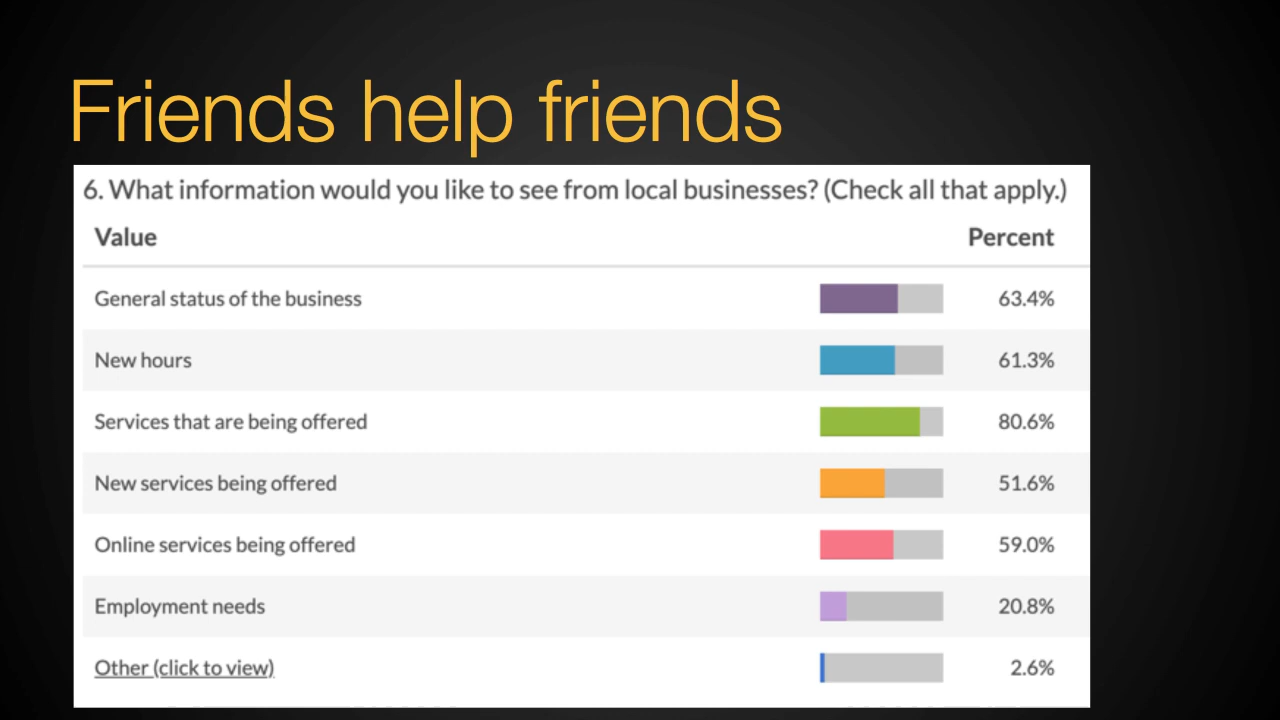 Friends help friends
6. What information would you like to see from local businesses? (Check all that apply.)
Value Percent
General status of the business 63.4%
New hours 61.3%
Services that are being offered 80.6%
New services being offered 51.6%
Online services being offered 59.0%
Employment needs 20.8%
Other (click to view) 2.6%